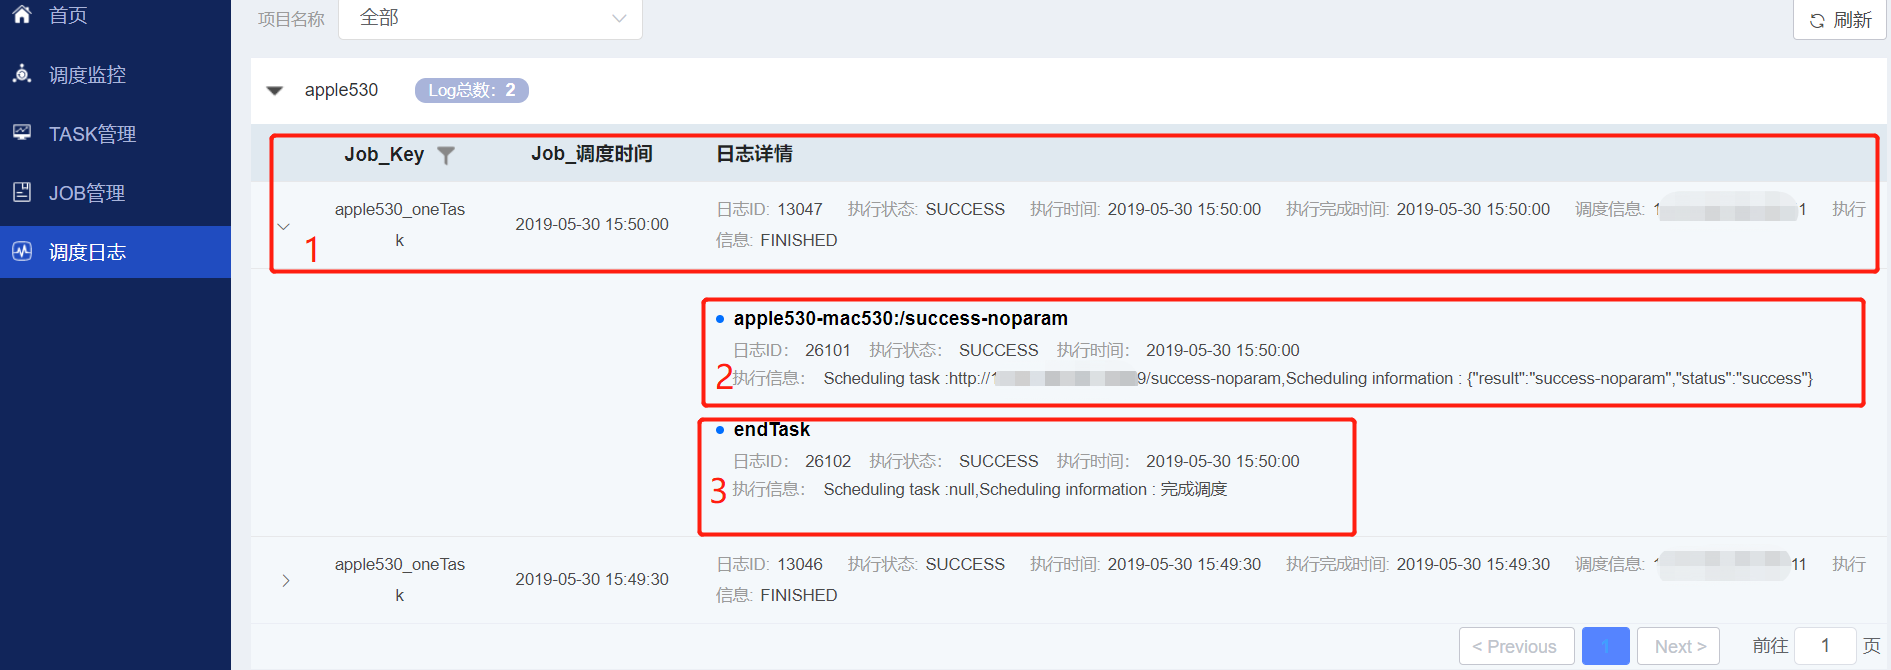 首页
调度监控
TASK管理
JOB管理
调度日志
项目名称 全部
刷新
apple530 Log总数: 2
Job_Key Job_调度时间 日志详情
apple530_oneTas
k
2019-05-30 15:50:00
日志ID: 13047 执行状态: SUCCESS 执行时间: 2019-05-30 15:50:00 执行完成时间: 2019-05-30 15:50:00 调度信息: 1 执行
信息: FINISHED
1
apple530-mac530:/success-noparam
日志ID: 26101 执行状态: SUCCESS 执行时间: 2019-05-30 15:50:00
2
执行信息: Scheduling task :http://1 9/success-noparam,Scheduling information : {"result":"success-noparam","status":"success"}
endTask
日志ID: 26102 执行状态: SUCCESS 执行时间: 2019-05-30 15:50:00
3
执行信息: Scheduling task :null,Scheduling information : 完成调度
apple530_oneTas
k
2019-05-30 15:49:30
日志ID: 13046 执行状态: SUCCESS 执行时间: 2019-05-30 15:49:30 执行完成时间: 2019-05-30 15:49:30 调度信息: 11 执行
信息: FINISHED
< Previous 1 Next > 前往 1 页